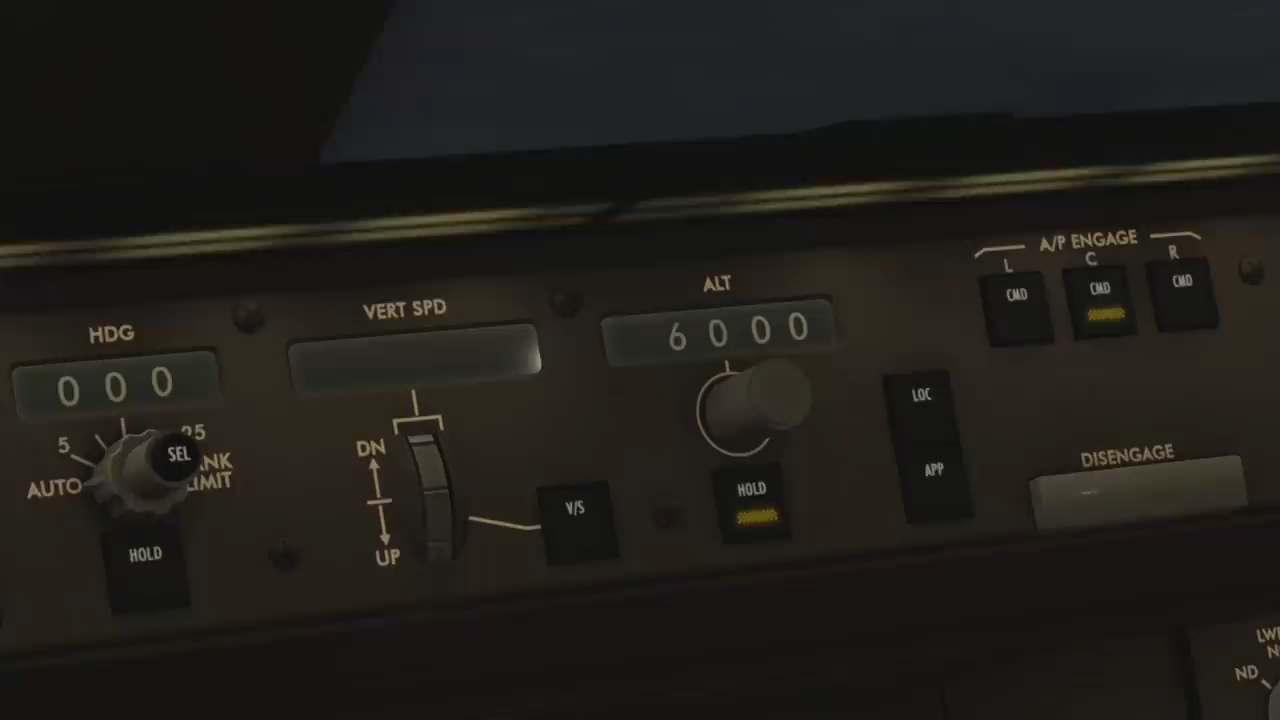 A/P ENGAGE
L C R
CMD CMD CMD
HDG
VERT SPD
ALT
000
6000
5
25
SEL
AUTO
LIMIT
HOLD
DN
UP
V/S
HOLD
LOC
APP
DISENGAGE
ND